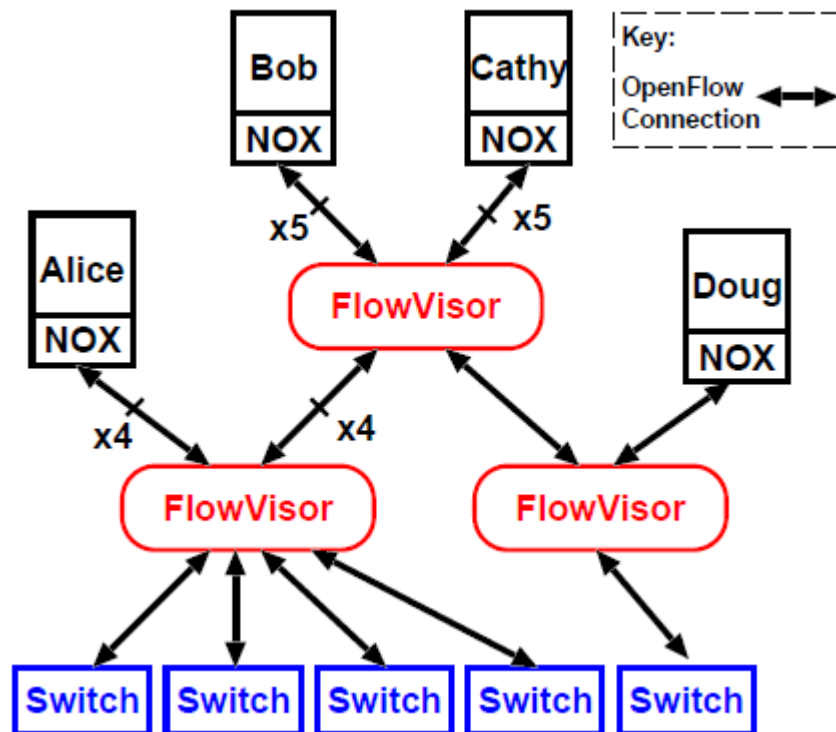 Bob
NOX
Cathy
NOX
Key:
OpenFlow
Connection
x5
x5
Alice
NOX
FlowVisor
Doug
NOX
x4
x4
FlowVisor
FlowVisor
Switch
Switch
Switch
Switch
Switch